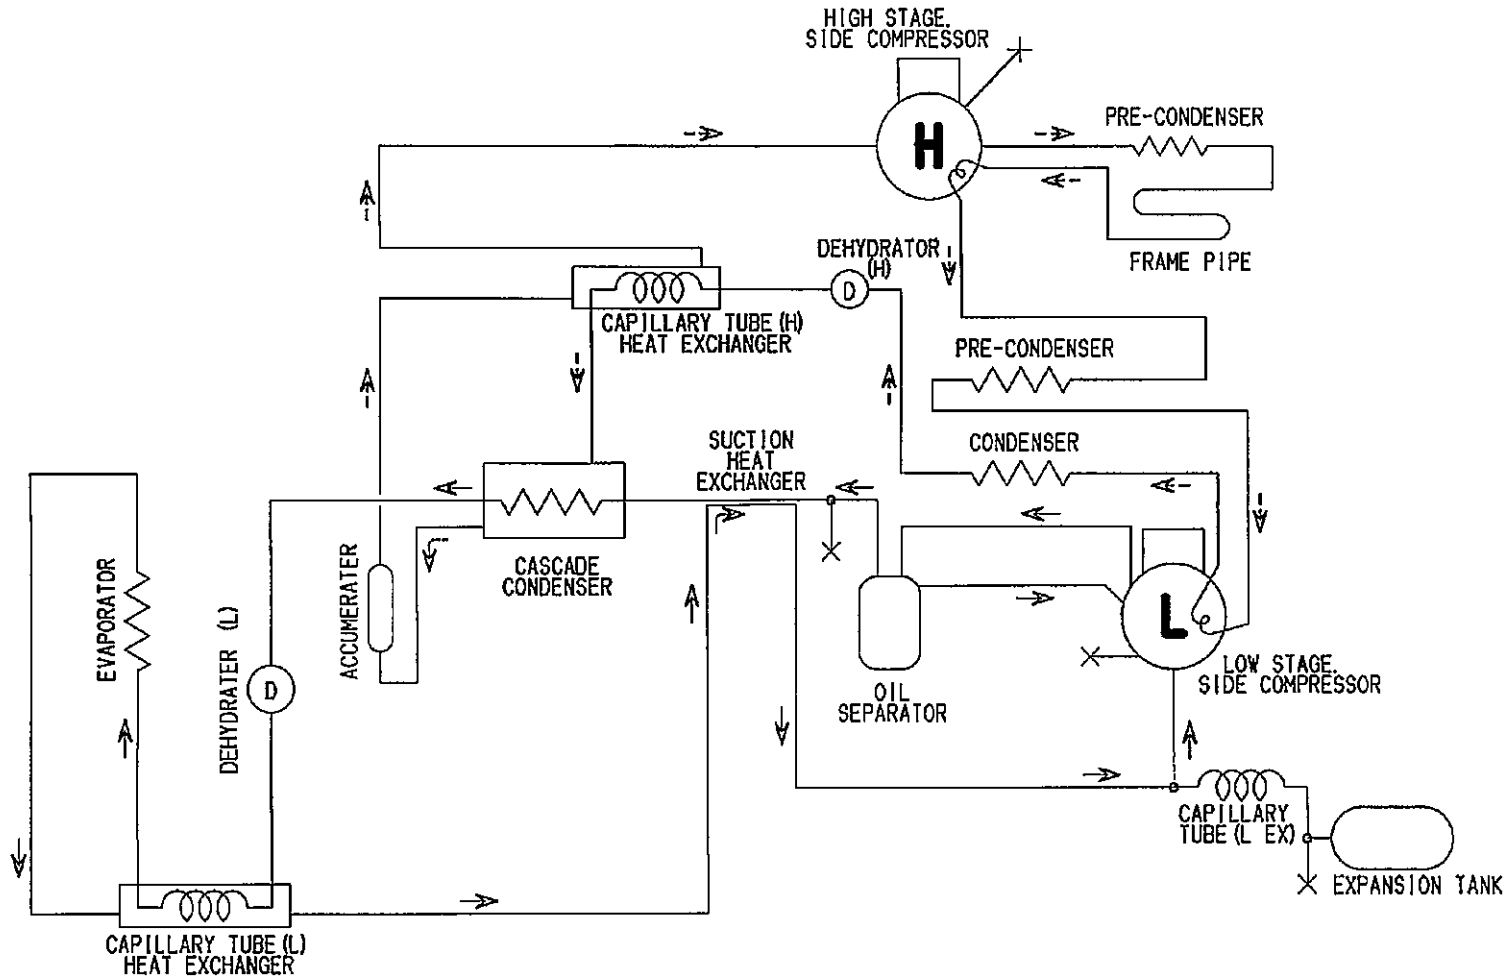 HIGH STAGE.
SIDE COMPRESSOR
H
PRE-CONDENSER
FRAME PIPE
DEHYDRATOR
(H)
D
CAPILLARY TUBE(H)
HEAT EXCHANGER
PRE-CONDENSER
CONDENSER
SUCTION
HEAT
EXCHANGER
CASCADE
CONDENSER
EVAPORATOR
DEHYDRATER (L)
D
ACCUMERATER
OIL
SEPARATOR
L
LOW STAGE.
SIDE COMPRESSOR
CAPILLARY
TUBE(L EX)
EXPANSION TANK
CAPILLARY TUBE(L)
HEAT EXCHANGER